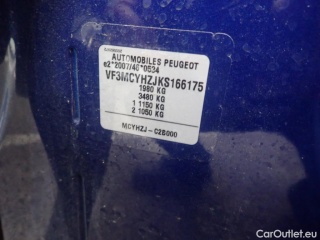 AUTOMOBILES PEUGEOT
e2*2007/46*0534
VF3MCYHZJKS166175
1980 KG
3480 KG
1 1150 KG
2 1060 KG
MCYHZJ-C2B000
© CarOutlet.eu